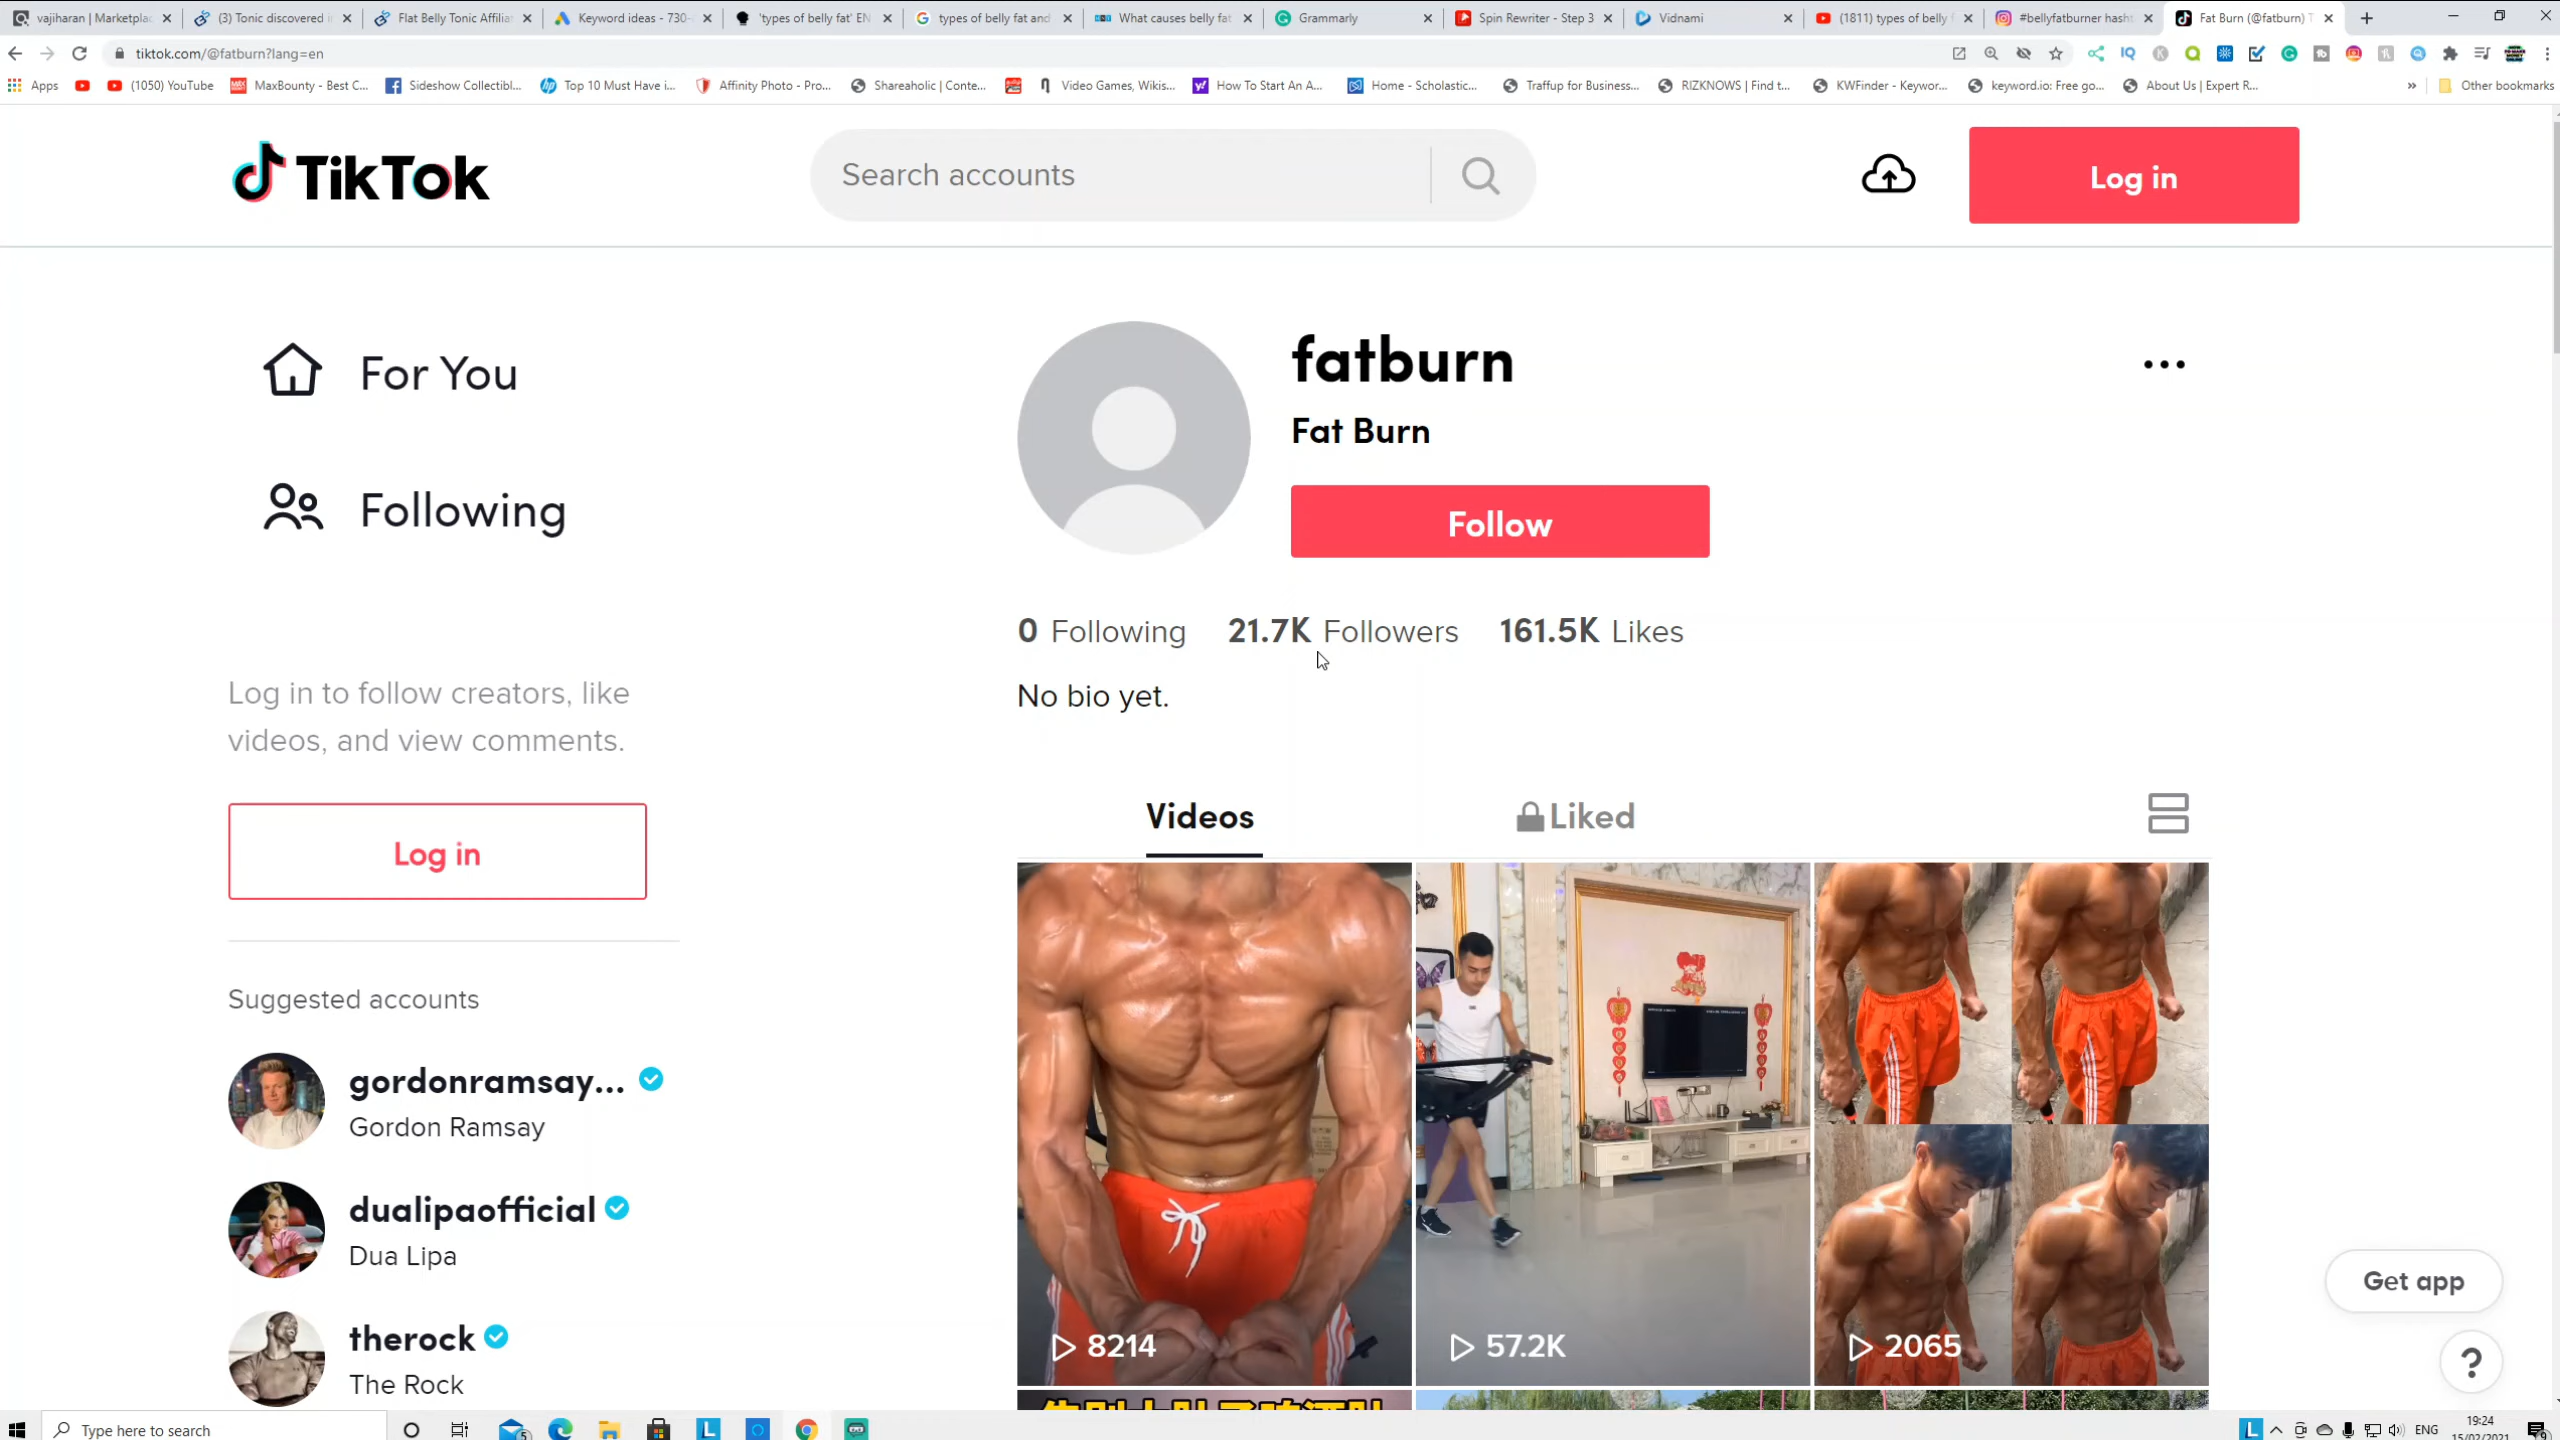 vajiharan | Marketplac
(3) Tonic discovered i
Flat Belly Tonic Affilia
Keyword ideas - 730-
'types of belly fat' EN
types of belly fat and
What causes belly fat
Grammarly
Spin Rewriter - Step 3
Vidnami
(1811) types of belly f
#bellyfatburner hasht
Fat Burn (@fatburn) T
tiktok.com/@fatburn?lang=en
Apps
(1050) YouTube
MaxBounty - Best C...
Sideshow Collectibl...
Top 10 Must Have i...
Affinity Photo - Pro...
Shareaholic | Conte...
Video Games, Wikis...
How To Start An A...
Home - Scholastic...
Traffup for Business...
RIZKNOWS | Find t...
KWFinder - Keywor...
keyword.io: Free go...
About Us | Expert R...
Other bookmarks
TikTok
Search accounts
Log in
For You
Following
Log in to follow creators, like
videos, and view comments.
Log in
Suggested accounts
gordonramsay...
Gordon Ramsay
dualipaofficial
Dua Lipa
therock
The Rock
fatburn
Fat Burn
Follow
0 Following 21.7K Followers 161.5K Likes
No bio yet.
Videos
Liked
8214
57.2K
2065
Get app
?
Type here to search
ENG
19:24
15/02/2021